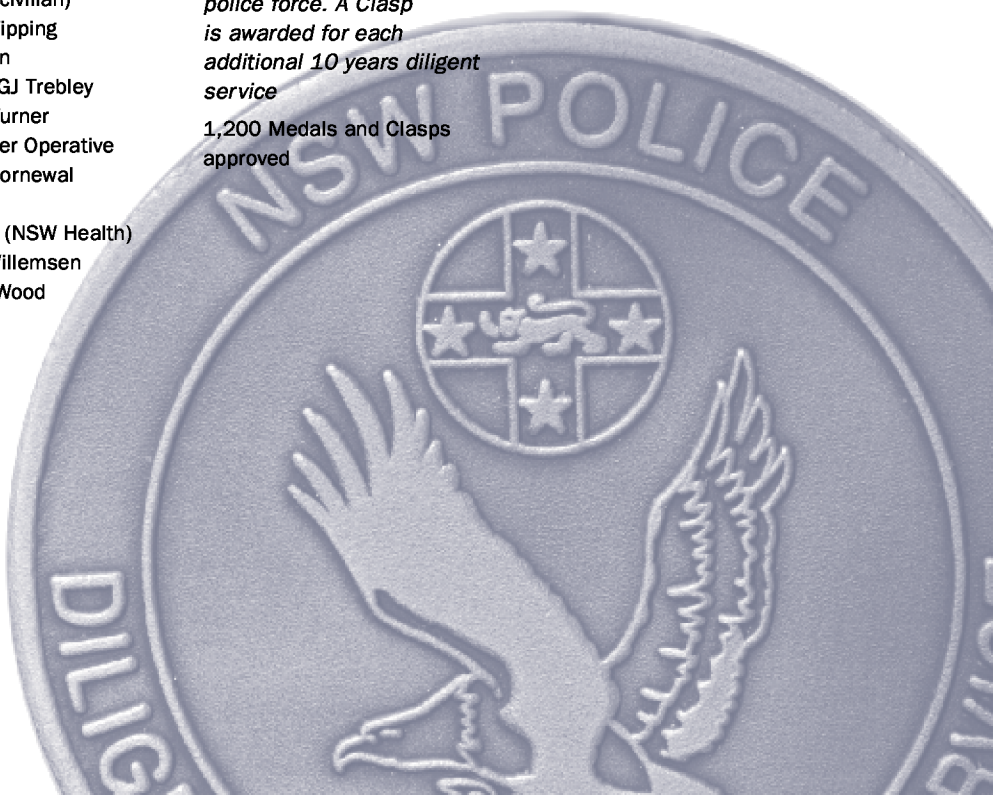 (civilian)
ipping
n
GJ Trebley
urner
er Operative
ornewal
(NSW Health)
illemsen
Wood
police force. A Clasp
is awarded for each
additional 10 years diligent
service
1,200 Medals and Clasps
approved
NSW POLICE
DILIG